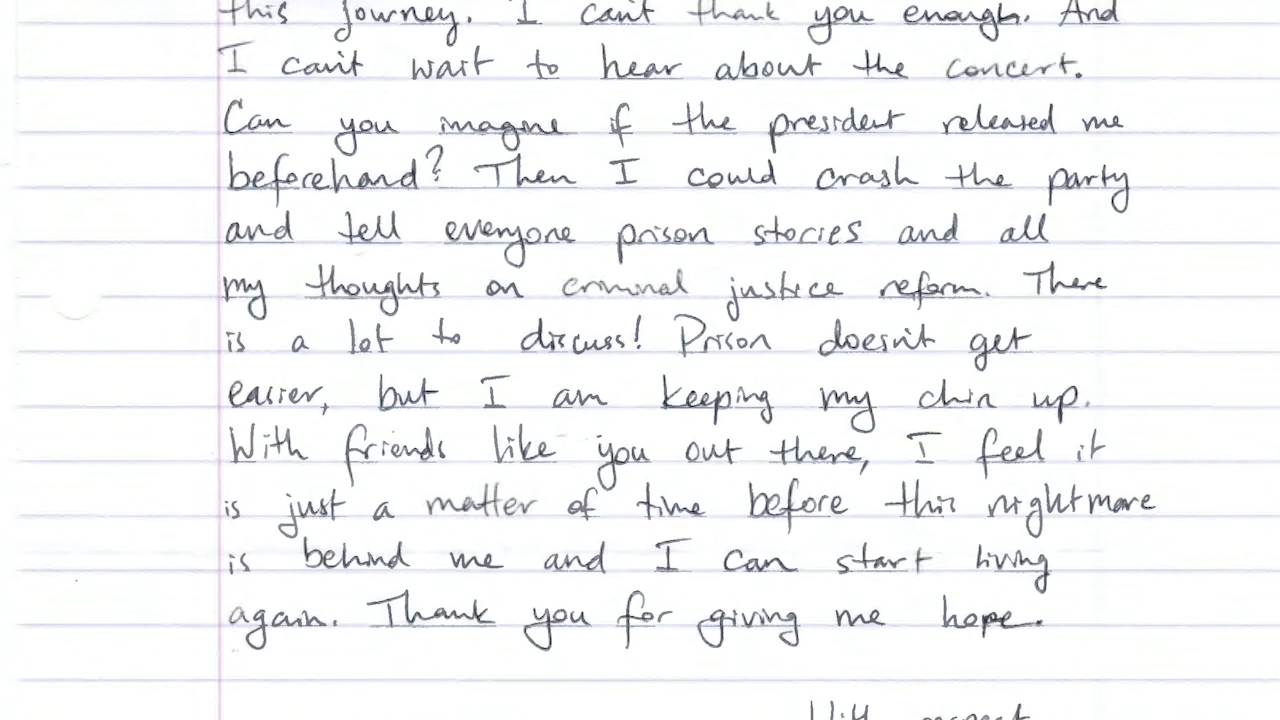 this journey. I can't thank you enough. And
I can't wait to hear about the concert.
Can you imagine if the president released me
beforehand? Then I could crash the party
and tell everyone prison stories and all
my thoughts on criminal justice reform. There
is a lot to discuss! Prison doesn't get
easier, but I am keeping my chin up.
With friends like you out there, I feel it
is just a matter of time before this nightmare
is behind me and I can start living
again. Thank you for giving me hope.
With respect